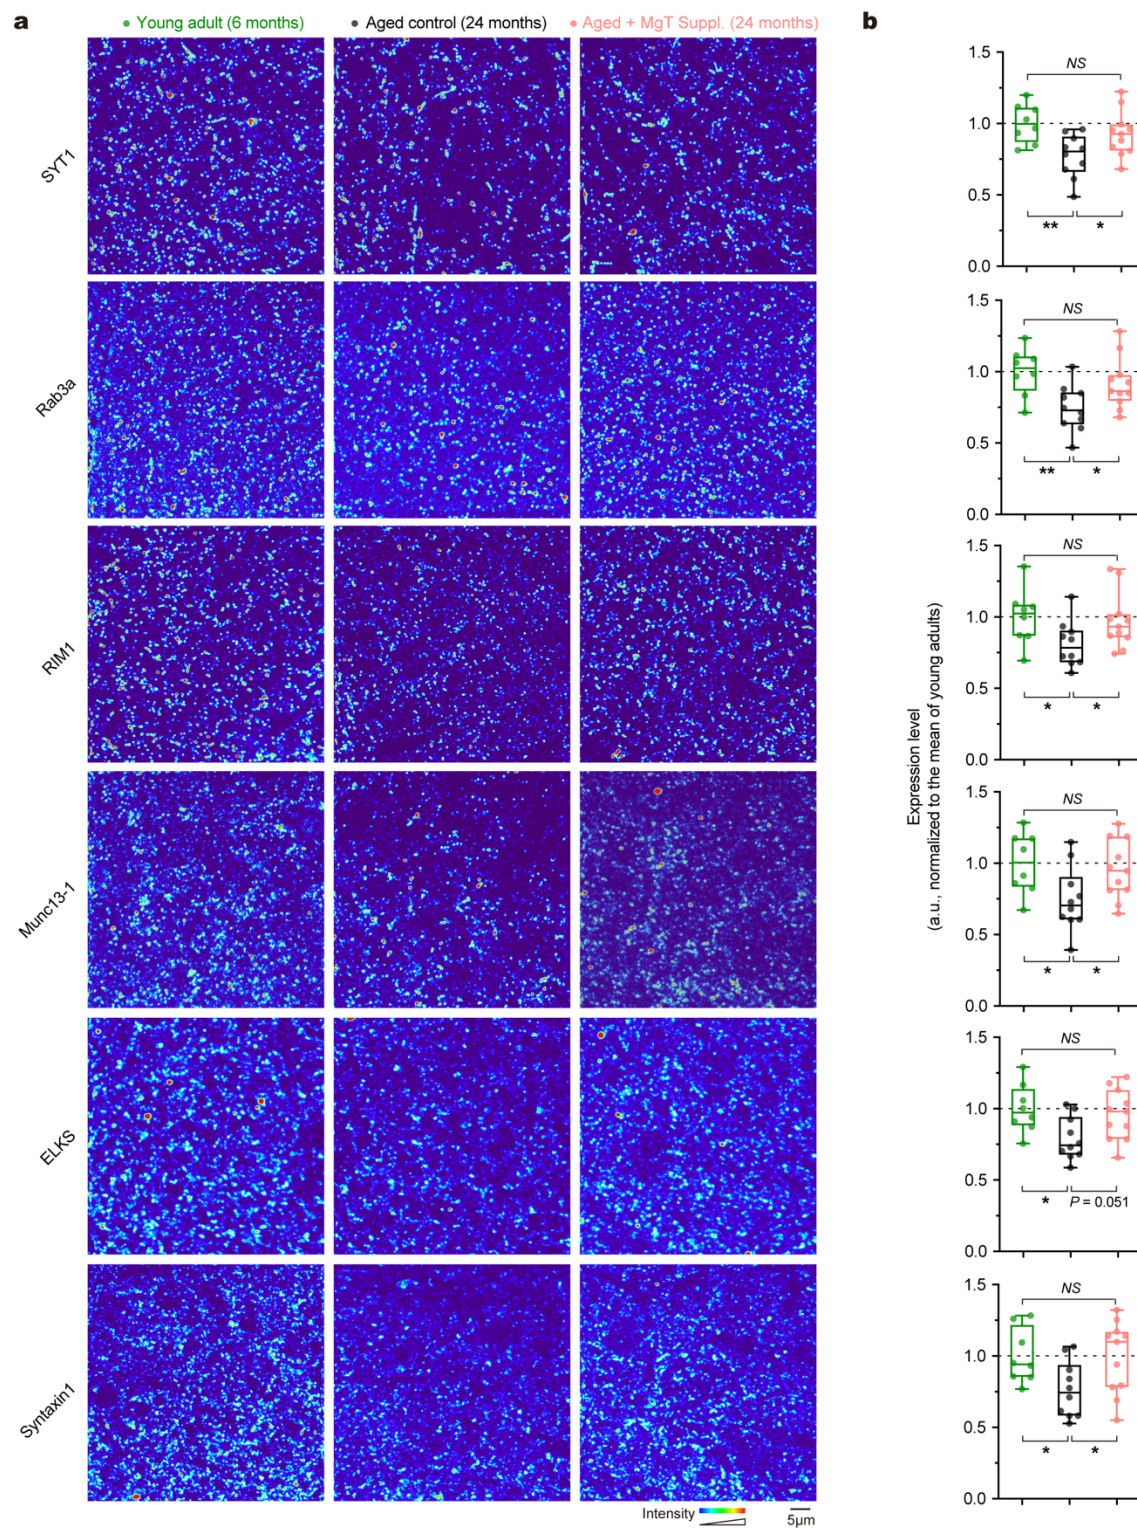 a
Young adult (6 months)
Aged control (24 months)
Aged + MgT Suppl. (24 months)
SYT1
Rab3a
RIM1
Munc13-1
ELKS
Syntaxin1
Intensity
5µm
b
Expression level
(a.u., normalized to the mean of young adults)
1.5
1.0
0.5
0.0
NS
**
*
1.5
1.0
0.5
0.0
NS
**
*
1.5
1.0
0.5
0.0
NS
*
*
1.5
1.0
0.5
0.0
NS
*
*
1.5
1.0
0.5
0.0
NS
*
P = 0.051
1.5
1.0
0.5
0.0
NS
*
*